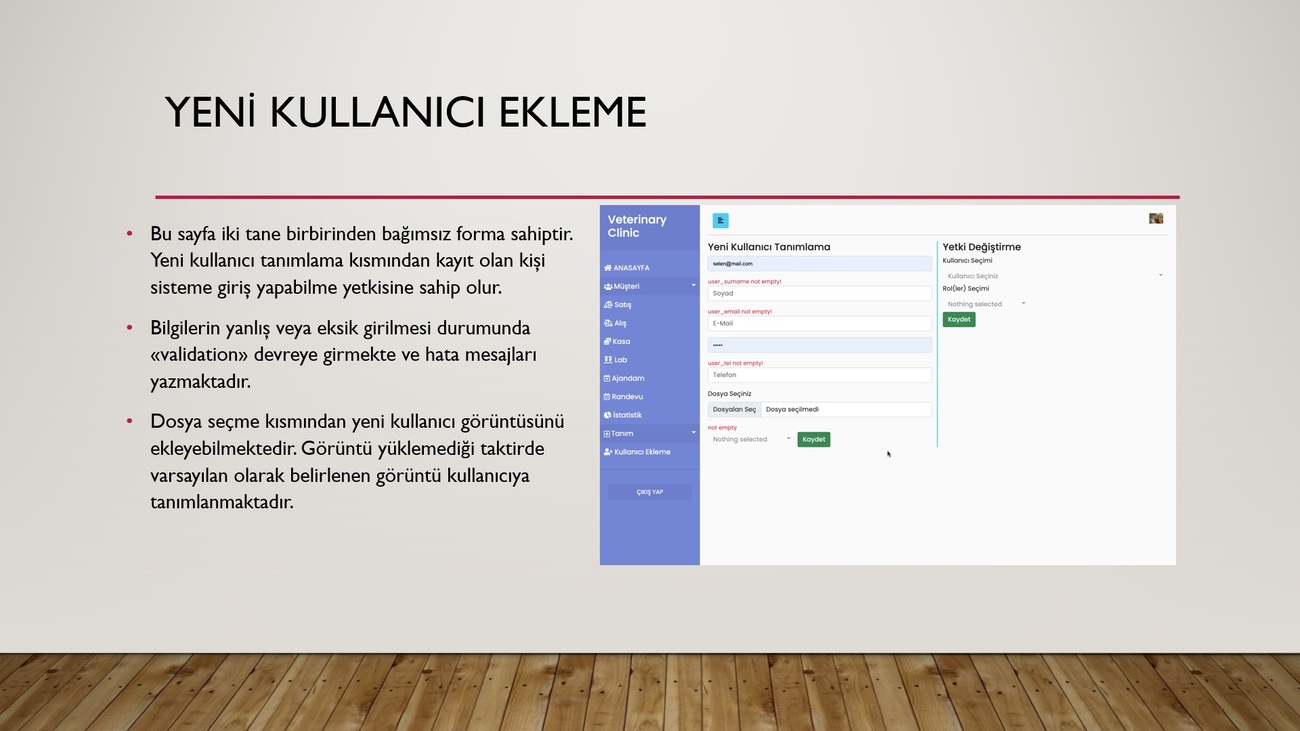 YENİ KULLANICI EKLEME
• Bu sayfa iki tane birbirinden bağımsız forma sahiptir.
Yeni kullanıcı tanımlama kısmından kayıt olan kişi
sisteme giriş yapabilme yetkisine sahip olur.
• Bilgilerin yanlış veya eksik girilmesi durumunda
«validation» devreye girmekte ve hata mesajları
yazmaktadır.
• Dosya seçme kısmından yeni kullanıcı görüntüsünü
ekleyebilmektedir. Görüntü yüklemediği taktirde
varsayılan olarak belirlenen görüntü kullanıcıya
tanımlanmaktadır.
Veterinary
Clinic
ANASAYFA
Müşteri
Satış
Alış
Kasa
Lab
Ajandam
Randevu
İstatistik
Tanım
Kullanıcı Ekleme
ÇIKIŞ YAP
Yeni Kullanıcı Tanımlama
selen@mail.com
user_surname not empty!
Soyad
user_email not empty!
E-Mail
•••••
user_tel not empty!
Telefon
Dosya Seçiniz
Dosyaları Seç Dosya seçilmedi
not empty
Nothing selected Kaydet
Yetki Değiştirme
Kullanıcı Seçimi
Kullanıcı Seçiniz
Rol(ler) Seçimi
Nothing selected
Kaydet